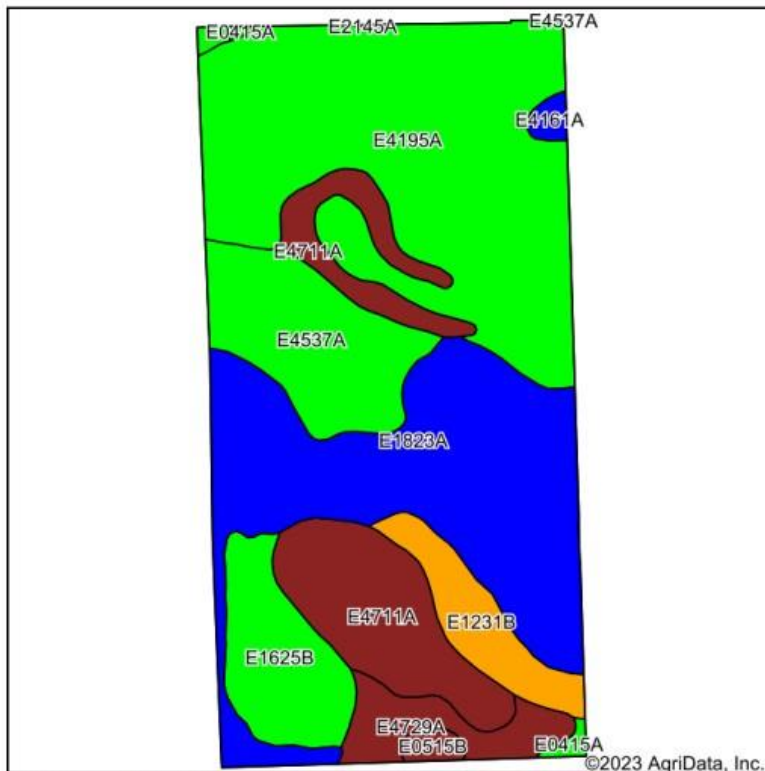 E4537A
E2145A
E0415A
E4161A
E4195A
E4711A
E4537A
E1823A
E4711A
E1231B
E1625B
E4729A
E0515B
E0415A
©2023 AgriData, Inc.